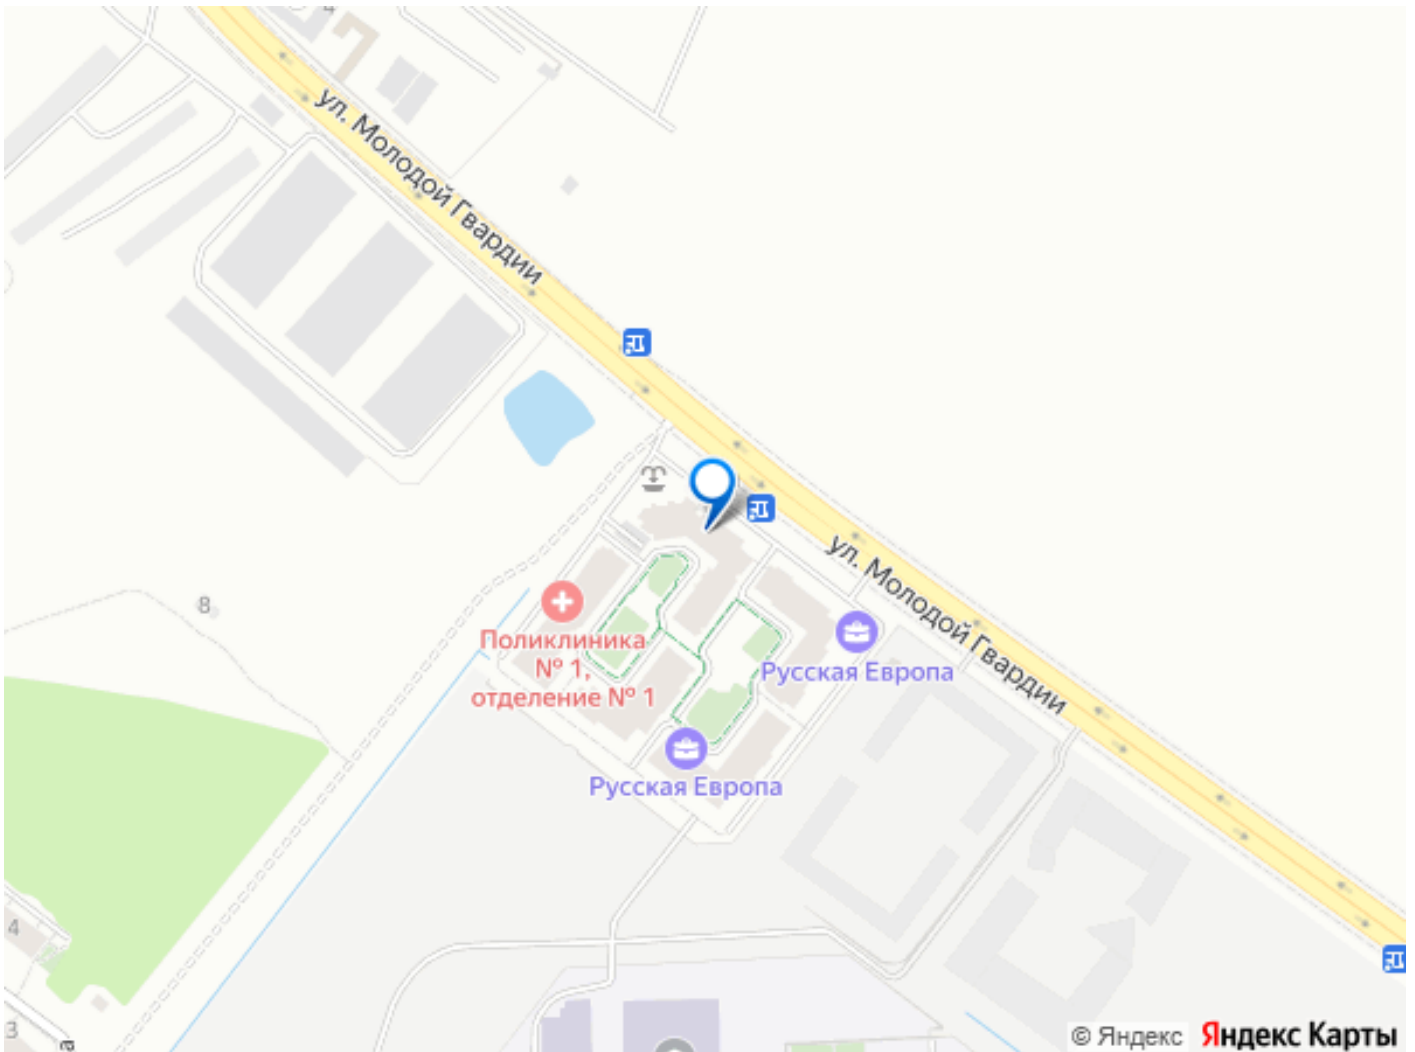 4
ул. Молодой Гвардии
8
Поликлиника
№ 1,
отделение № 1
ул. Молодой Гвардии
Русская Европа
Русская Европа
4
3
© Яндекс
Яндекс Карты